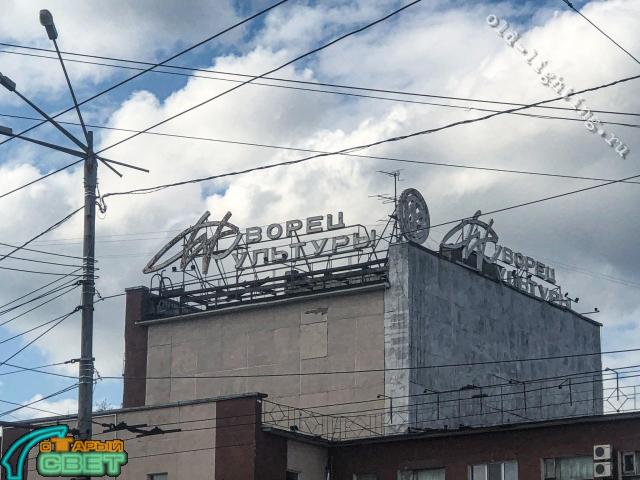 old-lighting.ru
Дворец
Культуры
Дворец
Культуры
СтАРЫЙ
СВЕТ